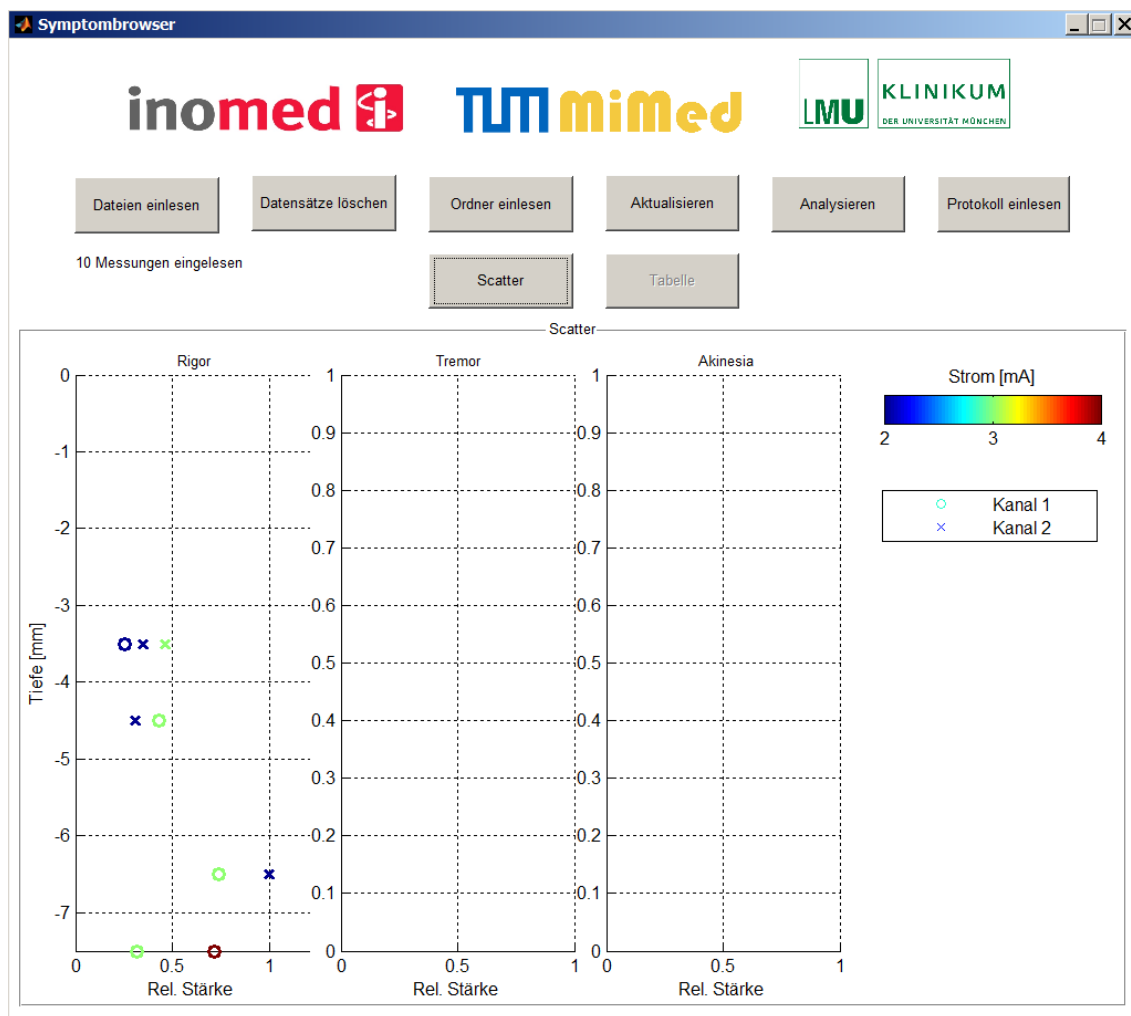 Symptombrowser
inomed
TUM MiMed
LMU
KLINIKUM
DER UNIVERSITÄT MÜNCHEN
Dateien einlesen
Datensätze löschen
Ordner einlesen
Aktualisieren
Analysieren
Protokoll einlesen
10 Messungen eingelesen
Scatter
Tabelle
Scatter
Rigor
Tremor
Akinesia
0
-1
-2
-3
-4
-5
-6
-7
Tiefe [mm]
0 0.5 1
Rel. Stärke
1
0.9
0.8
0.7
0.6
0.5
0.4
0.3
0.2
0.1
0
0 0.5 1
Rel. Stärke
1
0.9
0.8
0.7
0.6
0.5
0.4
0.3
0.2
0.1
0
0 0.5 1
Rel. Stärke
Strom [mA]
2 3 4
Kanal 1
Kanal 2